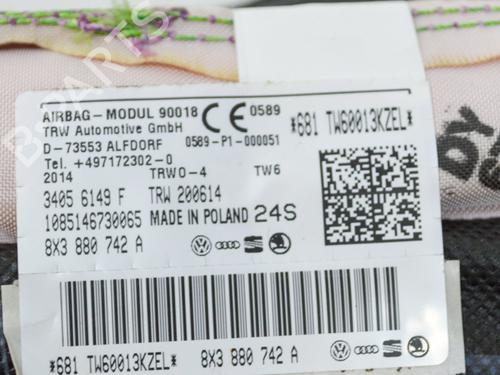 AIRBAG-MODUL 90018 CE 0589
TRW Automotive GmbH 0589-P1-000051
D-73553 ALFDORF
Tel. +497172302-0
2014 TRWO-4 TW6
3405 6149 F TRW 200614
1085146730065 MADE IN POLAND 24S
8X3 880 742 A
*681 TW60013KZEL*
*681 TW60013KZEL* 8X3 880 742 A
B-PARTS